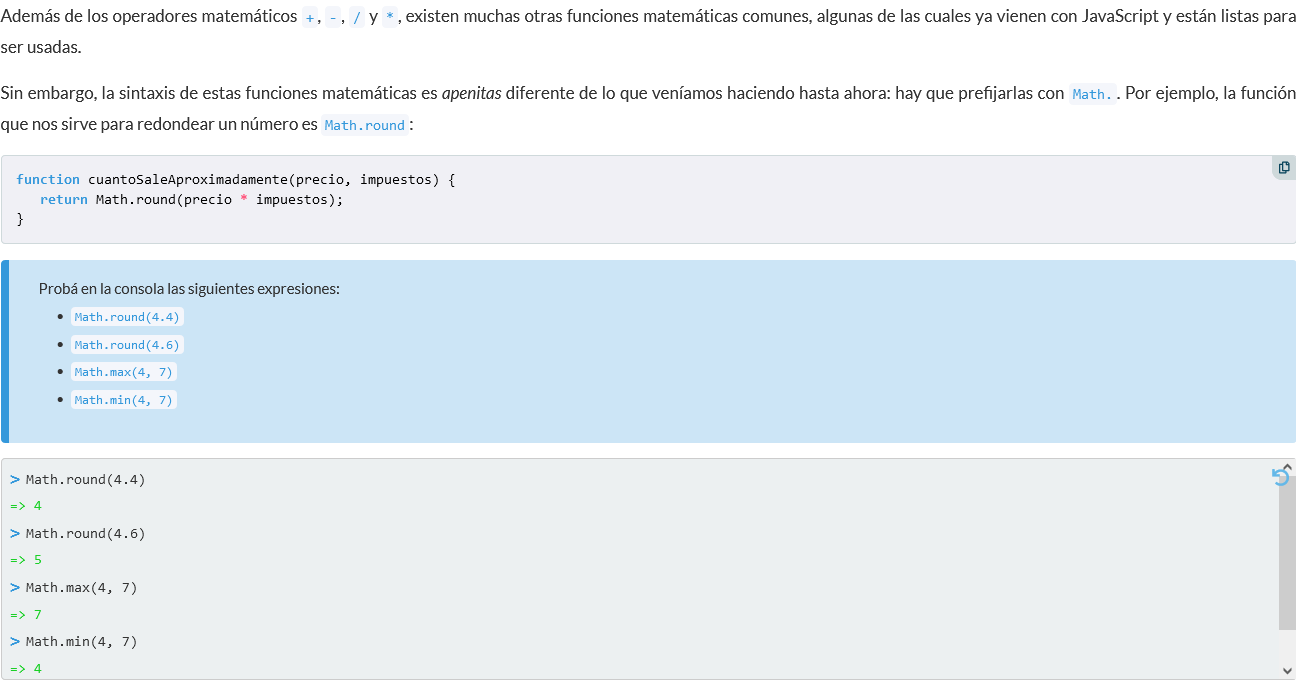 Además de los operadores matemáticos +, -, / y *, existen muchas otras funciones matemáticas comunes, algunas de las cuales ya vienen con JavaScript y están listas para
ser usadas.
Sin embargo, la sintaxis de estas funciones matemáticas es apenitas diferente de lo que veníamos haciendo hasta ahora: hay que prefijarlas con Math.. Por ejemplo, la función
que nos sirve para redondear un número es Math.round:
function cuantoSaleAproximadamente(precio, impuestos) {
   return Math.round(precio * impuestos);
}
Probá en la consola las siguientes expresiones:
• Math.round(4.4)
• Math.round(4.6)
• Math.max(4, 7)
• Math.min(4, 7)
> Math.round(4.4)
=> 4
> Math.round(4.6)
=> 5
> Math.max(4, 7)
=> 7
> Math.min(4, 7)
=> 4